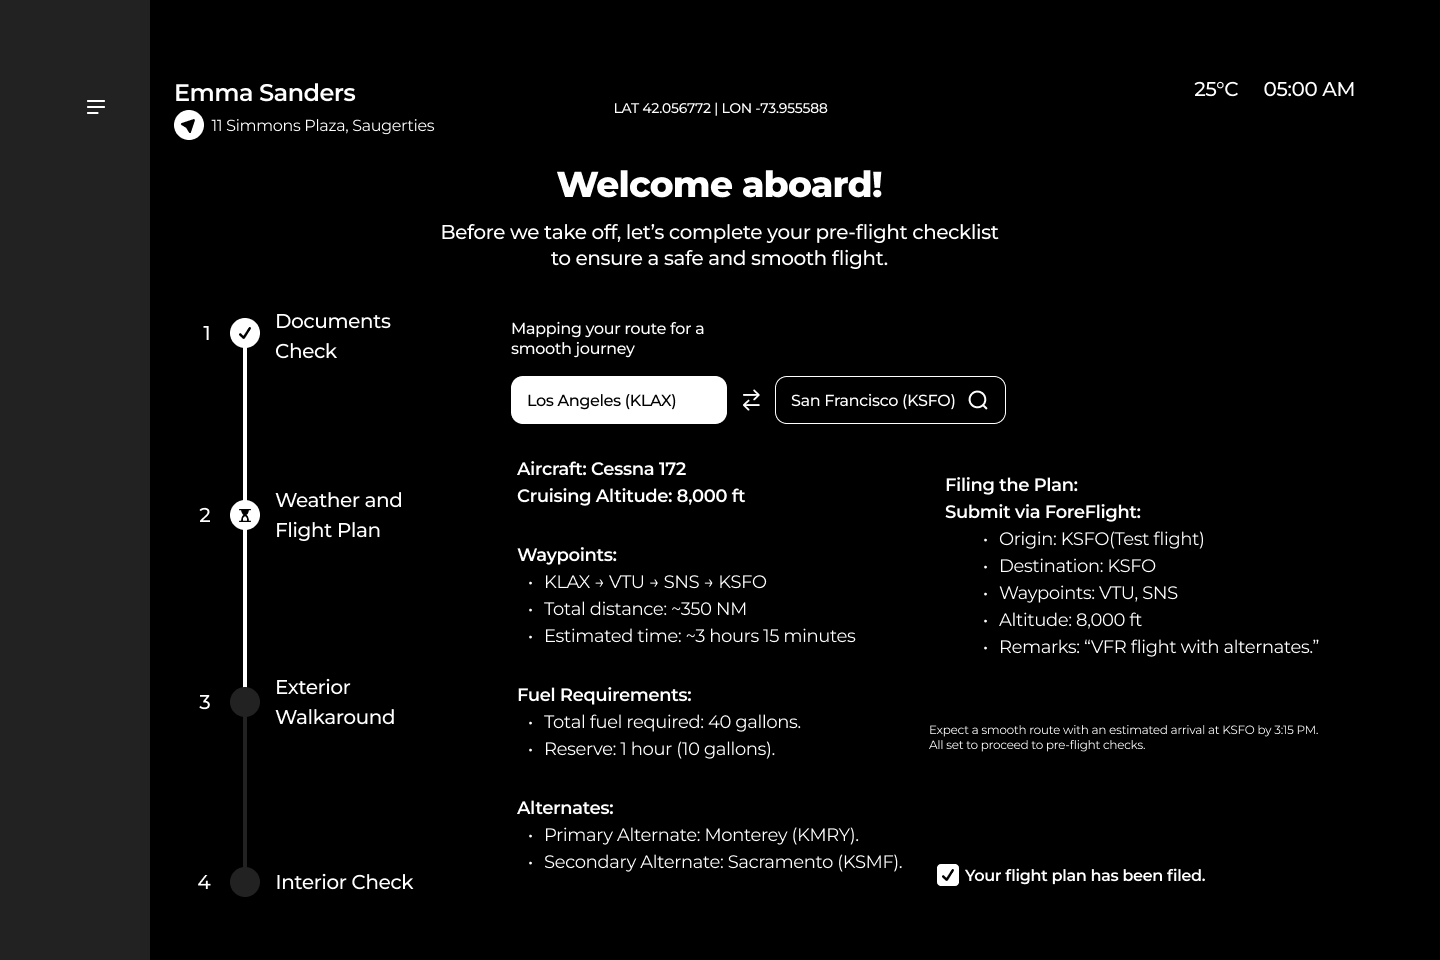 Emma Sanders
11 Simmons Plaza, Saugerties
LAT 42.056772 | LON -73.955588
25°C 05:00 AM
Welcome aboard!
Before we take off, let’s complete your pre-flight checklist
to ensure a safe and smooth flight.
1
Documents
Check
2
Weather and
Flight Plan
3
Exterior
Walkaround
4
Interior Check
Mapping your route for a
smooth journey
Los Angeles (KLAX)
San Francisco (KSFO)
Aircraft: Cessna 172
Cruising Altitude: 8,000 ft
Waypoints:
• KLAX → VTU → SNS → KSFO
• Total distance: ~350 NM
• Estimated time: ~3 hours 15 minutes
Fuel Requirements:
• Total fuel required: 40 gallons.
• Reserve: 1 hour (10 gallons).
Alternates:
• Primary Alternate: Monterey (KMRY).
• Secondary Alternate: Sacramento (KSMF).
Filing the Plan:
Submit via ForeFlight:
• Origin: KSFO(Test flight)
• Destination: KSFO
• Waypoints: VTU, SNS
• Altitude: 8,000 ft
• Remarks: “VFR flight with alternates.”
Expect a smooth route with an estimated arrival at KSFO by 3:15 PM.
All set to proceed to pre-flight checks.
Your flight plan has been filed.